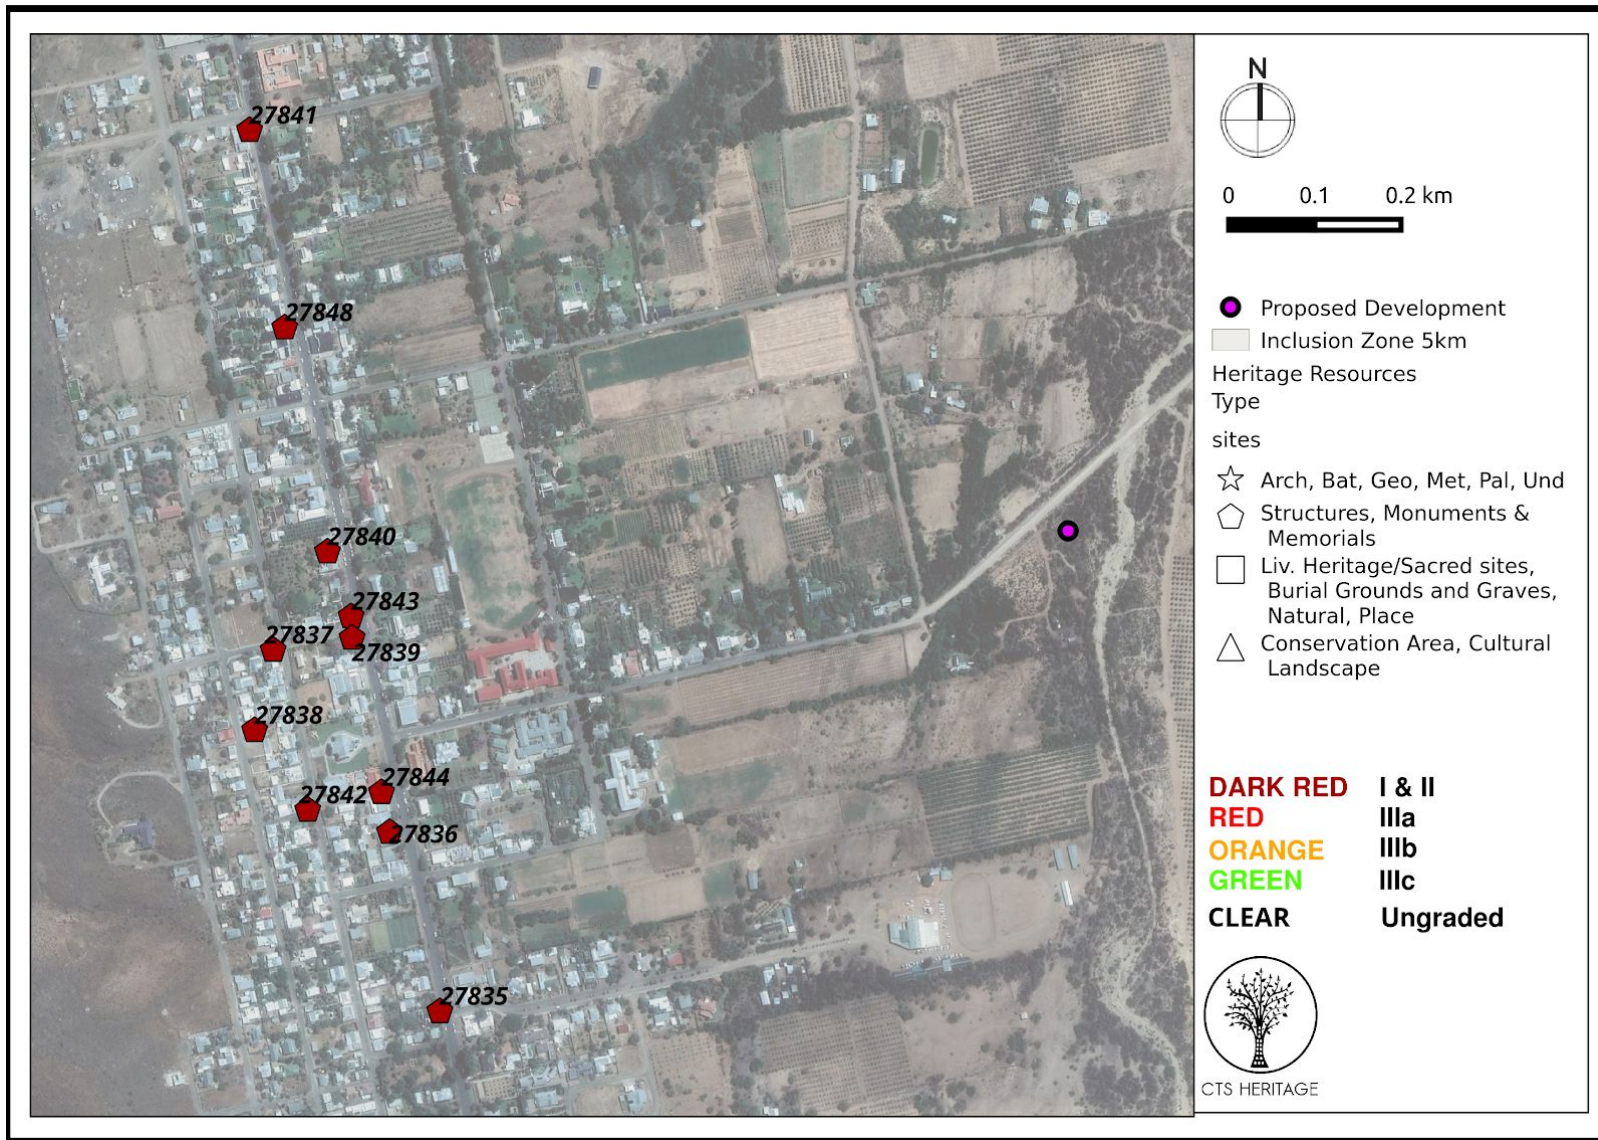 27841
27848
27840
27843
27837
27839
27838
27844
27842
27836
27835
N
0 0.1 0.2 km
Proposed Development
Inclusion Zone 5km
Heritage Resources
Type
sites
Arch, Bat, Geo, Met, Pal, Und
Structures, Monuments &
Memorials
Liv. Heritage/Sacred sites,
Burial Grounds and Graves,
Natural, Place
Conservation Area, Cultural
Landscape
DARK RED I & II
RED IIIa
ORANGE IIIb
GREEN IIIc
CLEAR Ungraded
CTS HERITAGE